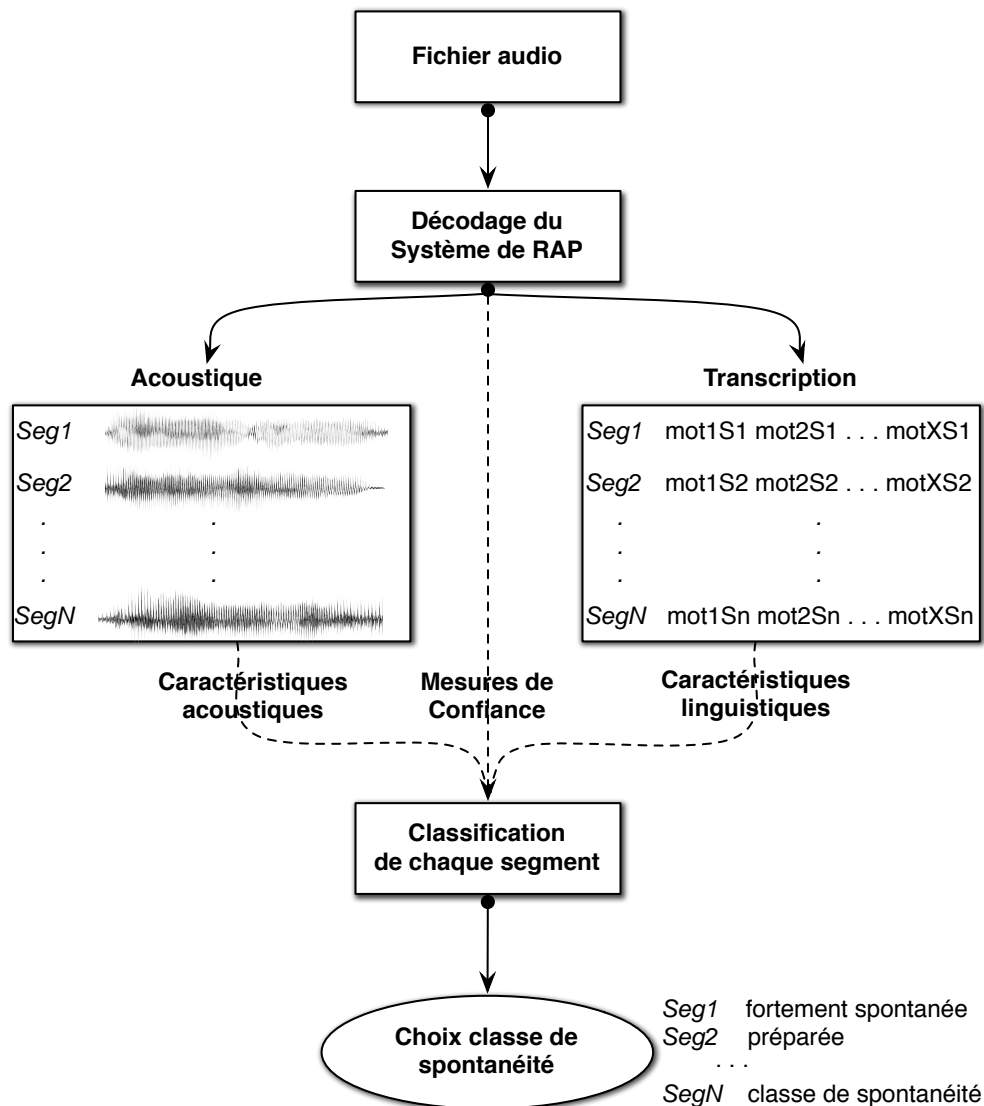 Fichier audio
Décodage du
Système de RAP
Acoustique
Seg1
Seg2
.
.
.
.
.
.
SegN
Transcription
Seg1 mot1S1 mot2S1 . . . motXS1
Seg2 mot1S2 mot2S2 . . . motXS2
. .
. .
. .
SegN mot1Sn mot2Sn . . . motXSn
Caractéristiques
acoustiques
Mesures de
Confiance
Caractéristiques
linguistiques
Classification
de chaque segment
Choix classe de
spontanéité
Seg1 fortement spontanée
Seg2 préparée
. . .
SegN classe de spontanéité